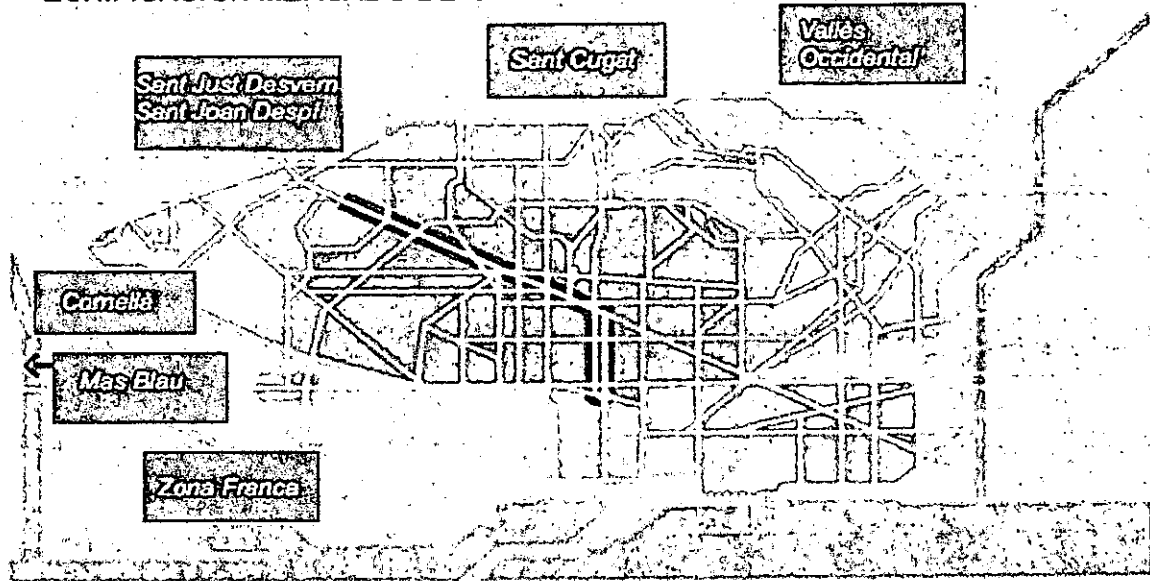 Sant Cugat
Vallès
Occidental
Sant Just Desvern
Sant Joan Despí
Cornellà
Mas Blau
Zona Franca